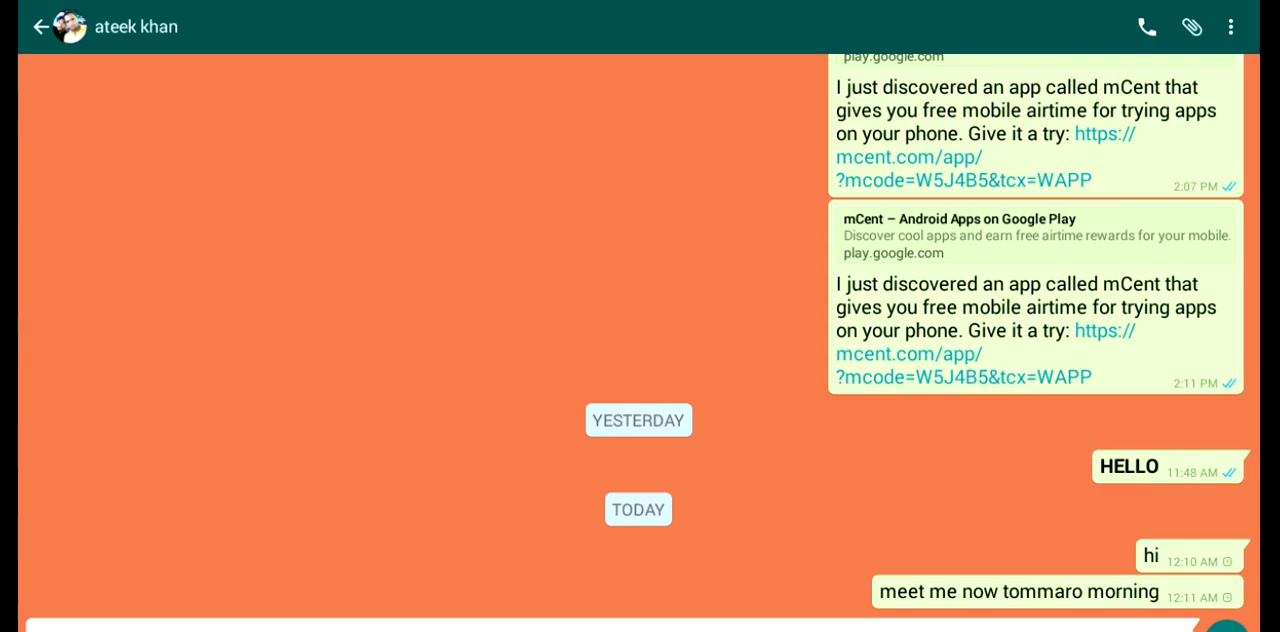 ateek khan
play.google.com
I just discovered an app called mCent that
gives you free mobile airtime for trying apps
on your phone. Give it a try: https://
mcent.com/app/
?mcode=W5J4B5&tcx=WAPP
2:07 PM
mCent – Android Apps on Google Play
Discover cool apps and earn free airtime rewards for your mobile.
play.google.com
I just discovered an app called mCent that
gives you free mobile airtime for trying apps
on your phone. Give it a try: https://
mcent.com/app/
?mcode=W5J4B5&tcx=WAPP
2:11 PM
YESTERDAY
HELLO 11:48 AM
TODAY
hi 12:10 AM
meet me now tommaro morning 12:11 AM